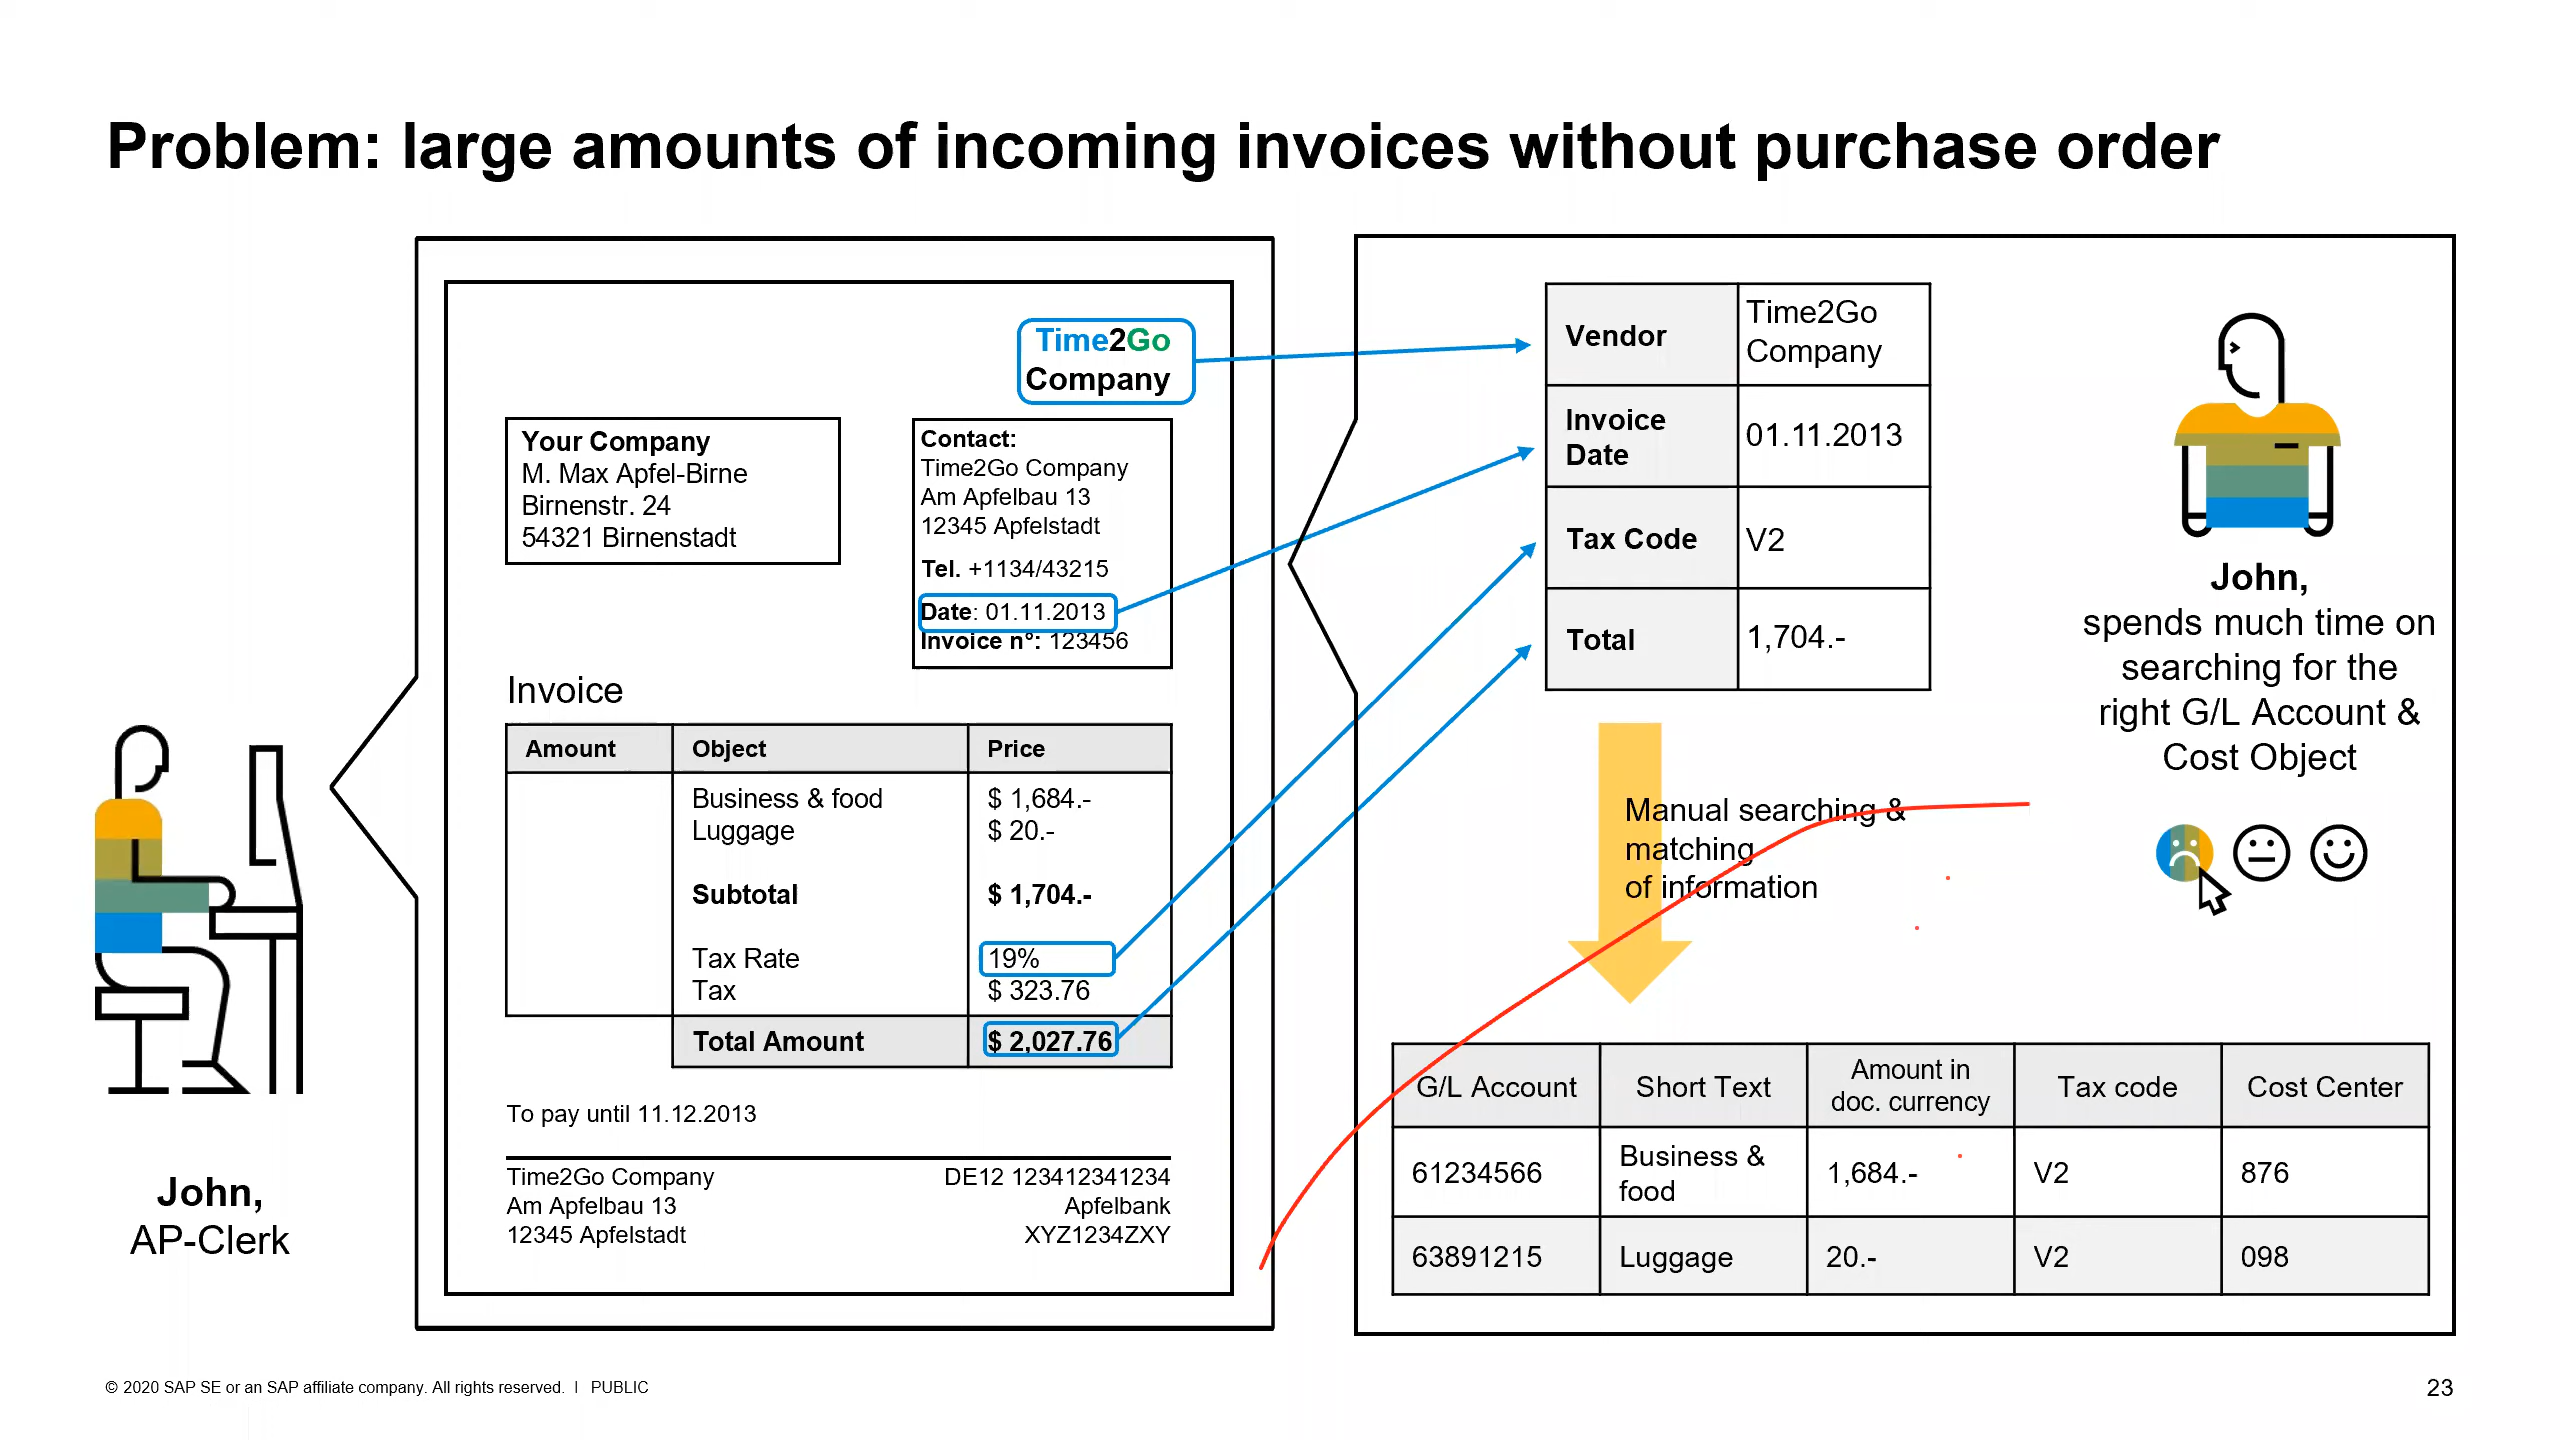 Problem: large amounts of incoming invoices without purchase order
Time2Go
Company
Your Company
M. Max Apfel-Birne
Birnenstr. 24
54321 Birnenstadt
Contact:
Time2Go Company
Am Apfelbau 13
12345 Apfelstadt
Tel. +1134/43215
Date: 01.11.2013
Invoice n°: 123456
Invoice
Amount Object Price
Business & food $ 1,684.-
Luggage $ 20.-
Subtotal $ 1,704.-
Tax Rate 19%
Tax $ 323.76
Total Amount $ 2,027.76
To pay until 11.12.2013
Time2Go Company DE12 123412341234
Am Apfelbau 13 Apfelbank
12345 Apfelstadt XYZ1234ZXY
John,
AP-Clerk
Vendor Time2Go
Company
Invoice
Date 01.11.2013
Tax Code V2
Total 1,704.-
John,
spends much time on
searching for the
right G/L Account &
Cost Object
Manual searching &
matching
of information
G/L Account Short Text Amount in
doc. currency Tax code Cost Center
61234566 Business &
food 1,684.- V2 876
63891215 Luggage 20.- V2 098
© 2020 SAP SE or an SAP affiliate company. All rights reserved. | PUBLIC
23